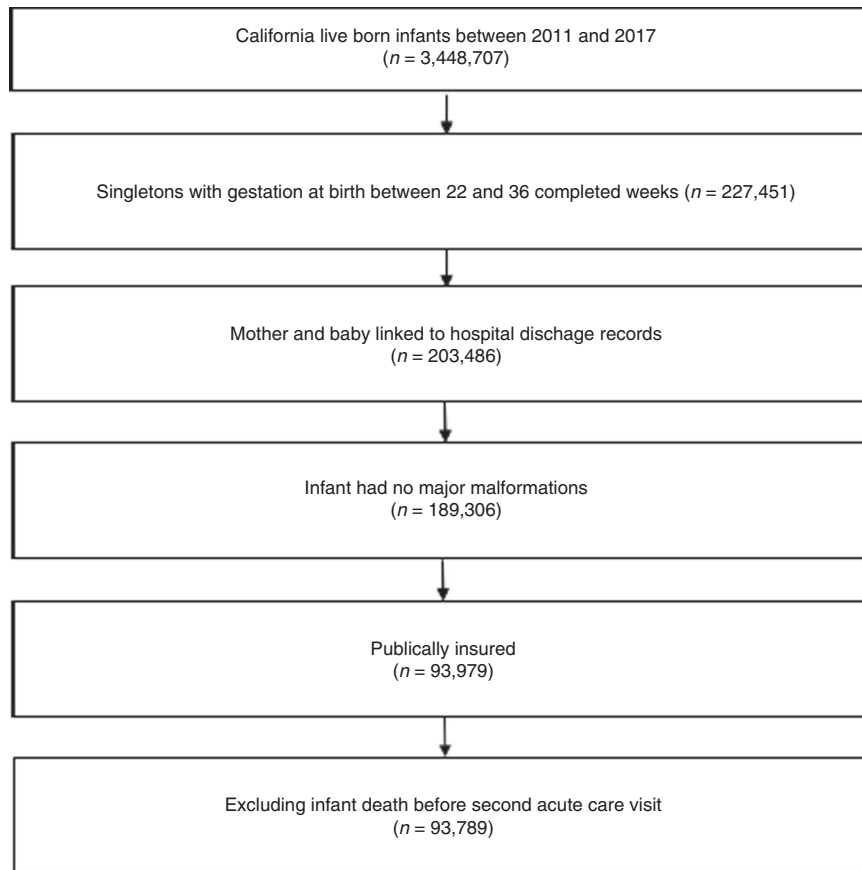 California live born infants between 2011 and 2017
(n = 3,448,707)
Singletons with gestation at birth between 22 and 36 completed weeks (n = 227,451)
Mother and baby linked to hospital dischage records
(n = 203,486)
Infant had no major malformations
(n = 189,306)
Publically insured
(n = 93,979)
Excluding infant death before second acute care visit
(n = 93,789)